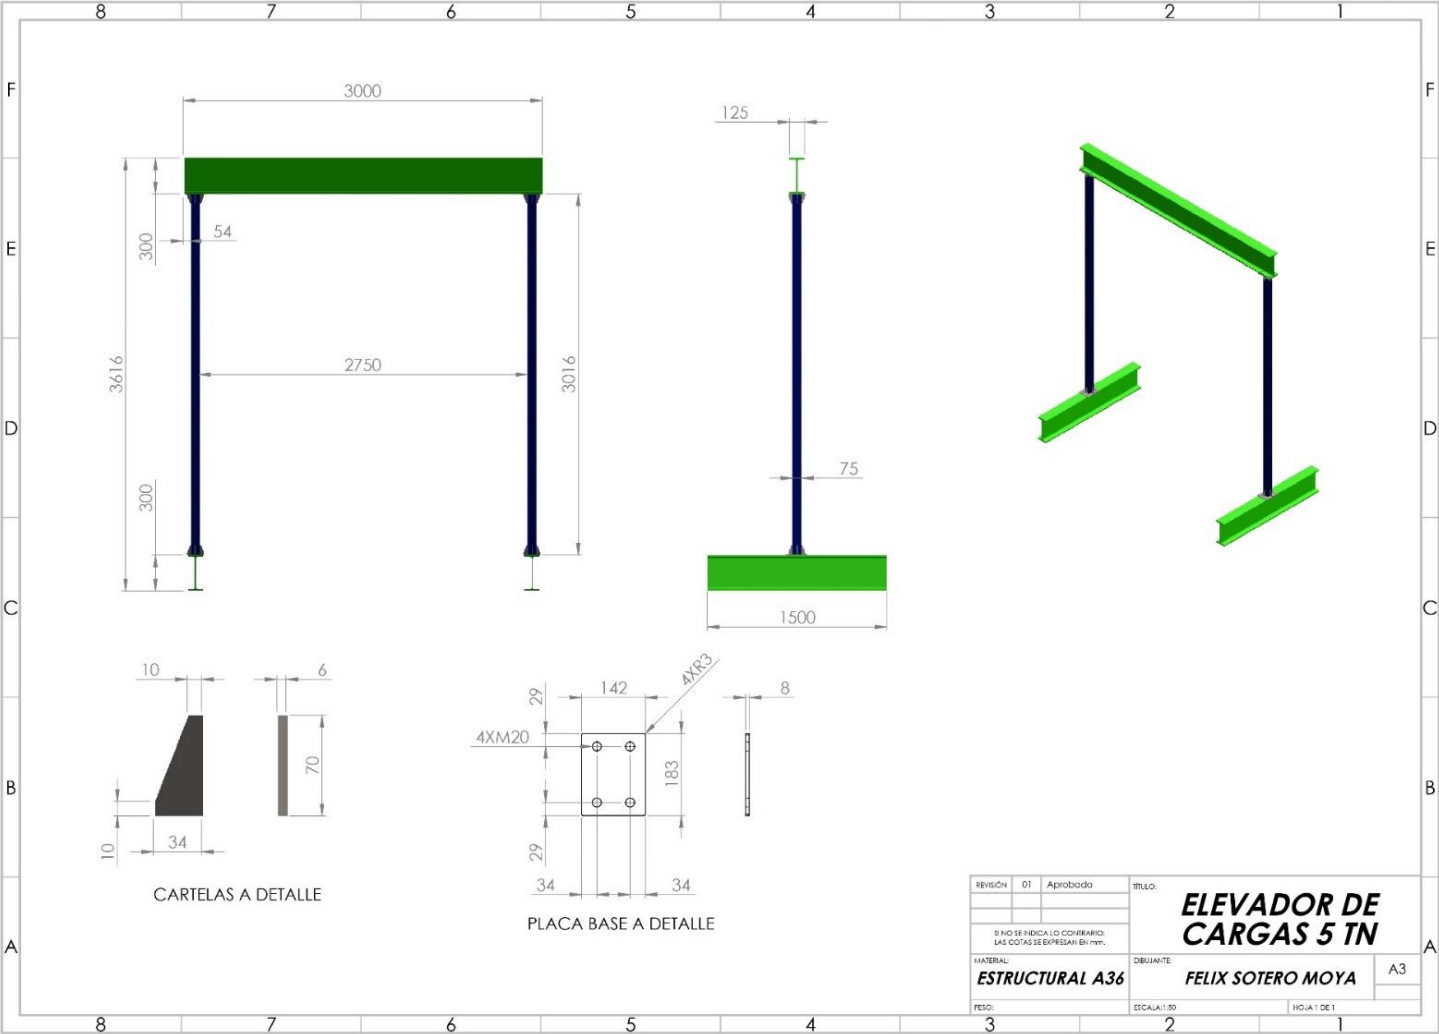 8 7 6 5 4 3 2 1
F F
E E
D D
C C
B B
A A
3000
300
54
3616
2750
3016
300
125
75
1500
10
6
70
10
34
CARTELAS A DETALLE
29
142
4XR3
8
4XM20
183
29
34
34
PLACA BASE A DETALLE
REVISIÓN 01 Aprobado
SI NO SE INDICA LO CONTRARIO:
LAS COTAS SE EXPRESAN EN mm.
TÍTULO:
ELEVADOR DE
CARGAS 5 TN
MATERIAL:
ESTRUCTURAL A36
DIBUJANTE:
FELIX SOTERO MOYA
A3
PESO:
ESCALA:1:50
HOJA 1 DE 1
8 7 6 5 4 3 2 1